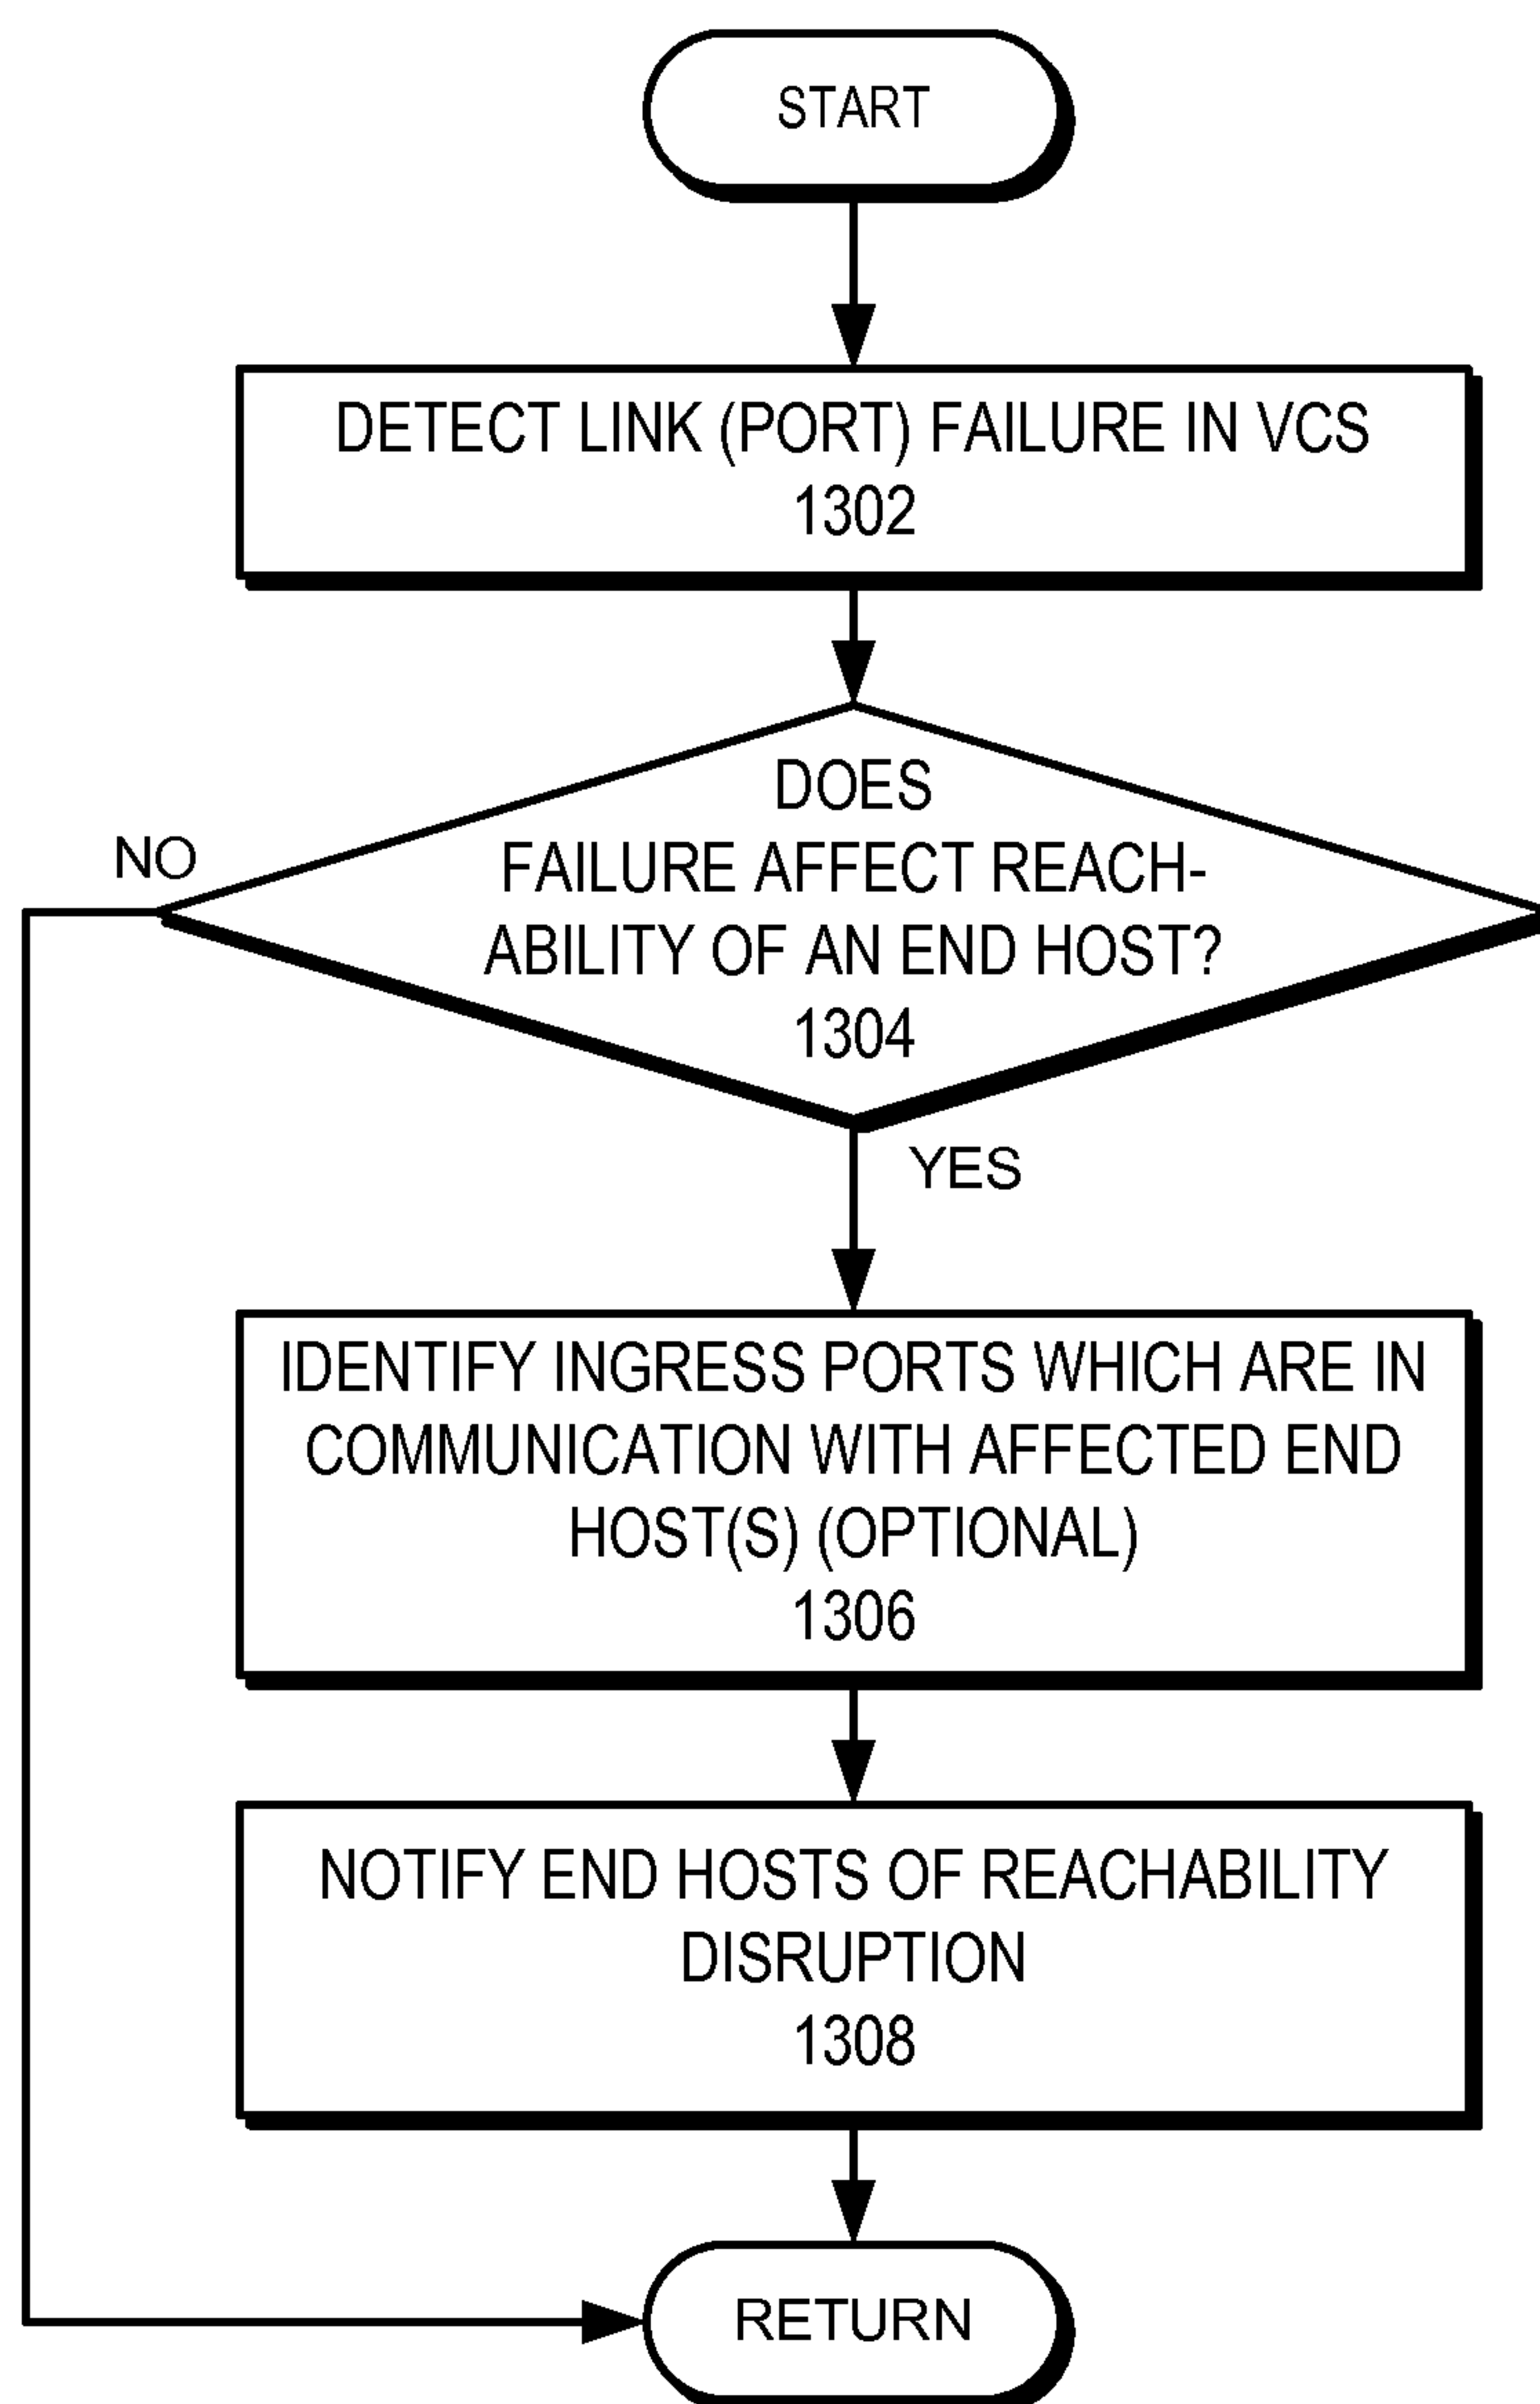 START
DETECT LINK (PORT) FAILURE IN VCS
1302
DOES
FAILURE AFFECT REACH-
ABILITY OF AN END HOST?
1304
NO
YES
IDENTIFY INGRESS PORTS WHICH ARE IN
COMMUNICATION WITH AFFECTED END
HOST(S) (OPTIONAL)
1306
NOTIFY END HOSTS OF REACHABILITY
DISRUPTION
1308
RETURN